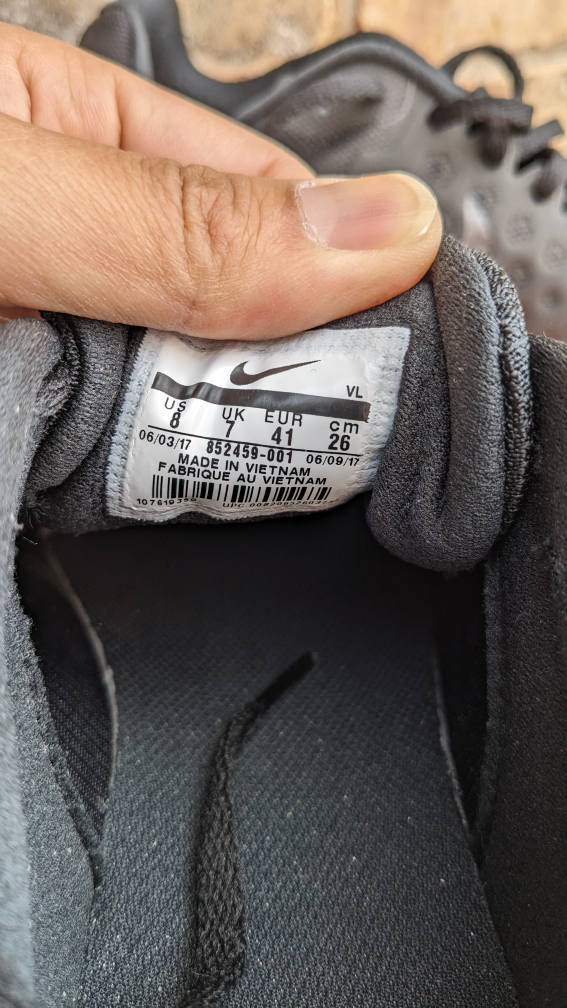 VL
US UK EUR cm
8 7 41 26
06/03/17 852459-001 06/09/17
MADE IN VIETNAM
FABRIQUE AU VIETNAM
UPC